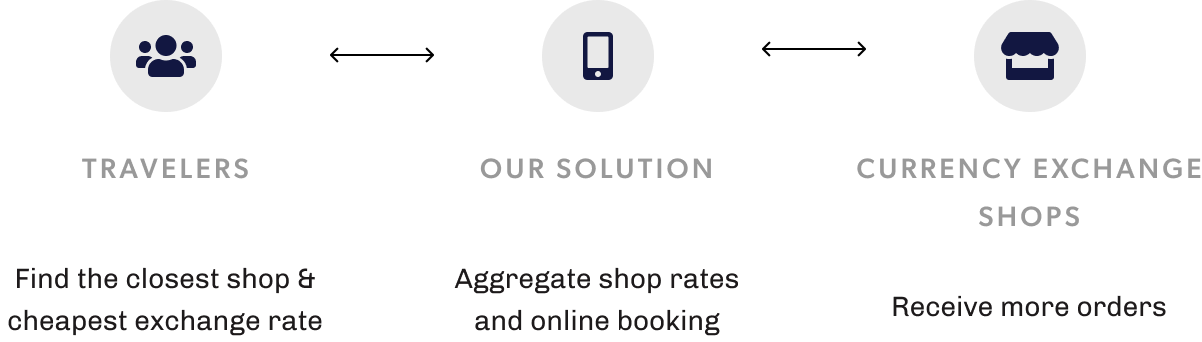 TRAVELERS
OUR SOLUTION
CURRENCY EXCHANGE
SHOPS
Find the closest shop &
cheapest exchange rate
Aggregate shop rates
and online booking
Receive more orders